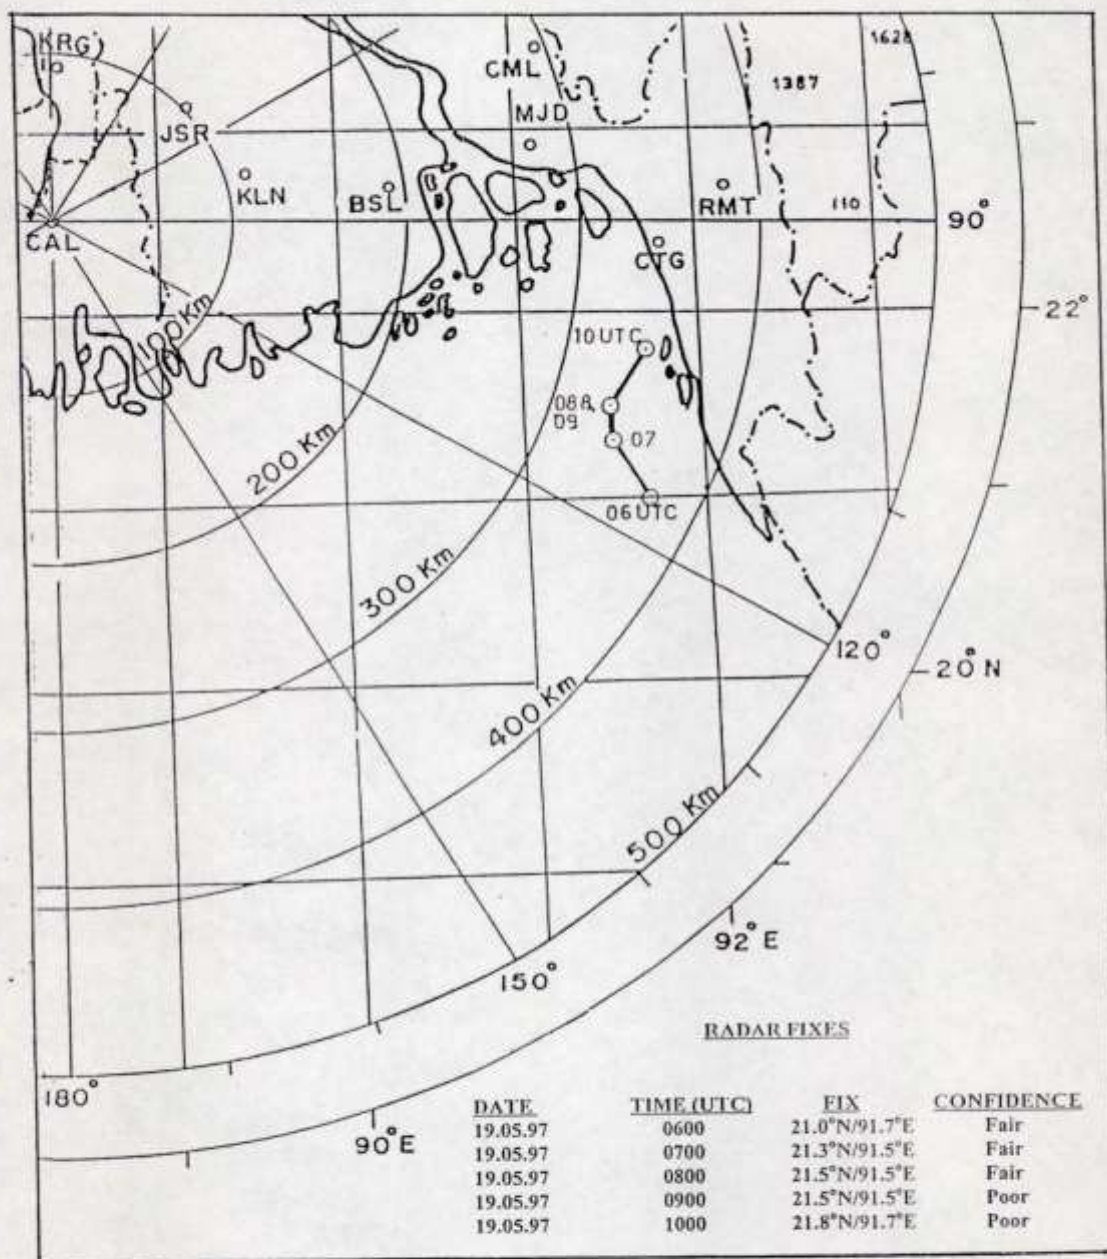 KRG
CML
1628
1387
MJD
JSR
KLN
BSL
RMT
110
90°
CAL
CTG
100 Km
22°
10 UTC
08 &
09
07
06 UTC
200 Km
300 Km
120°
20° N
400 Km
500 Km
92° E
150°
180°
90° E
RADAR FIXES
DATE TIME (UTC) FIX CONFIDENCE
19.05.97 0600 21.0°N/91.7°E Fair
19.05.97 0700 21.3°N/91.5°E Fair
19.05.97 0800 21.5°N/91.5°E Fair
19.05.97 0900 21.5°N/91.5°E Poor
19.05.97 1000 21.8°N/91.7°E Poor